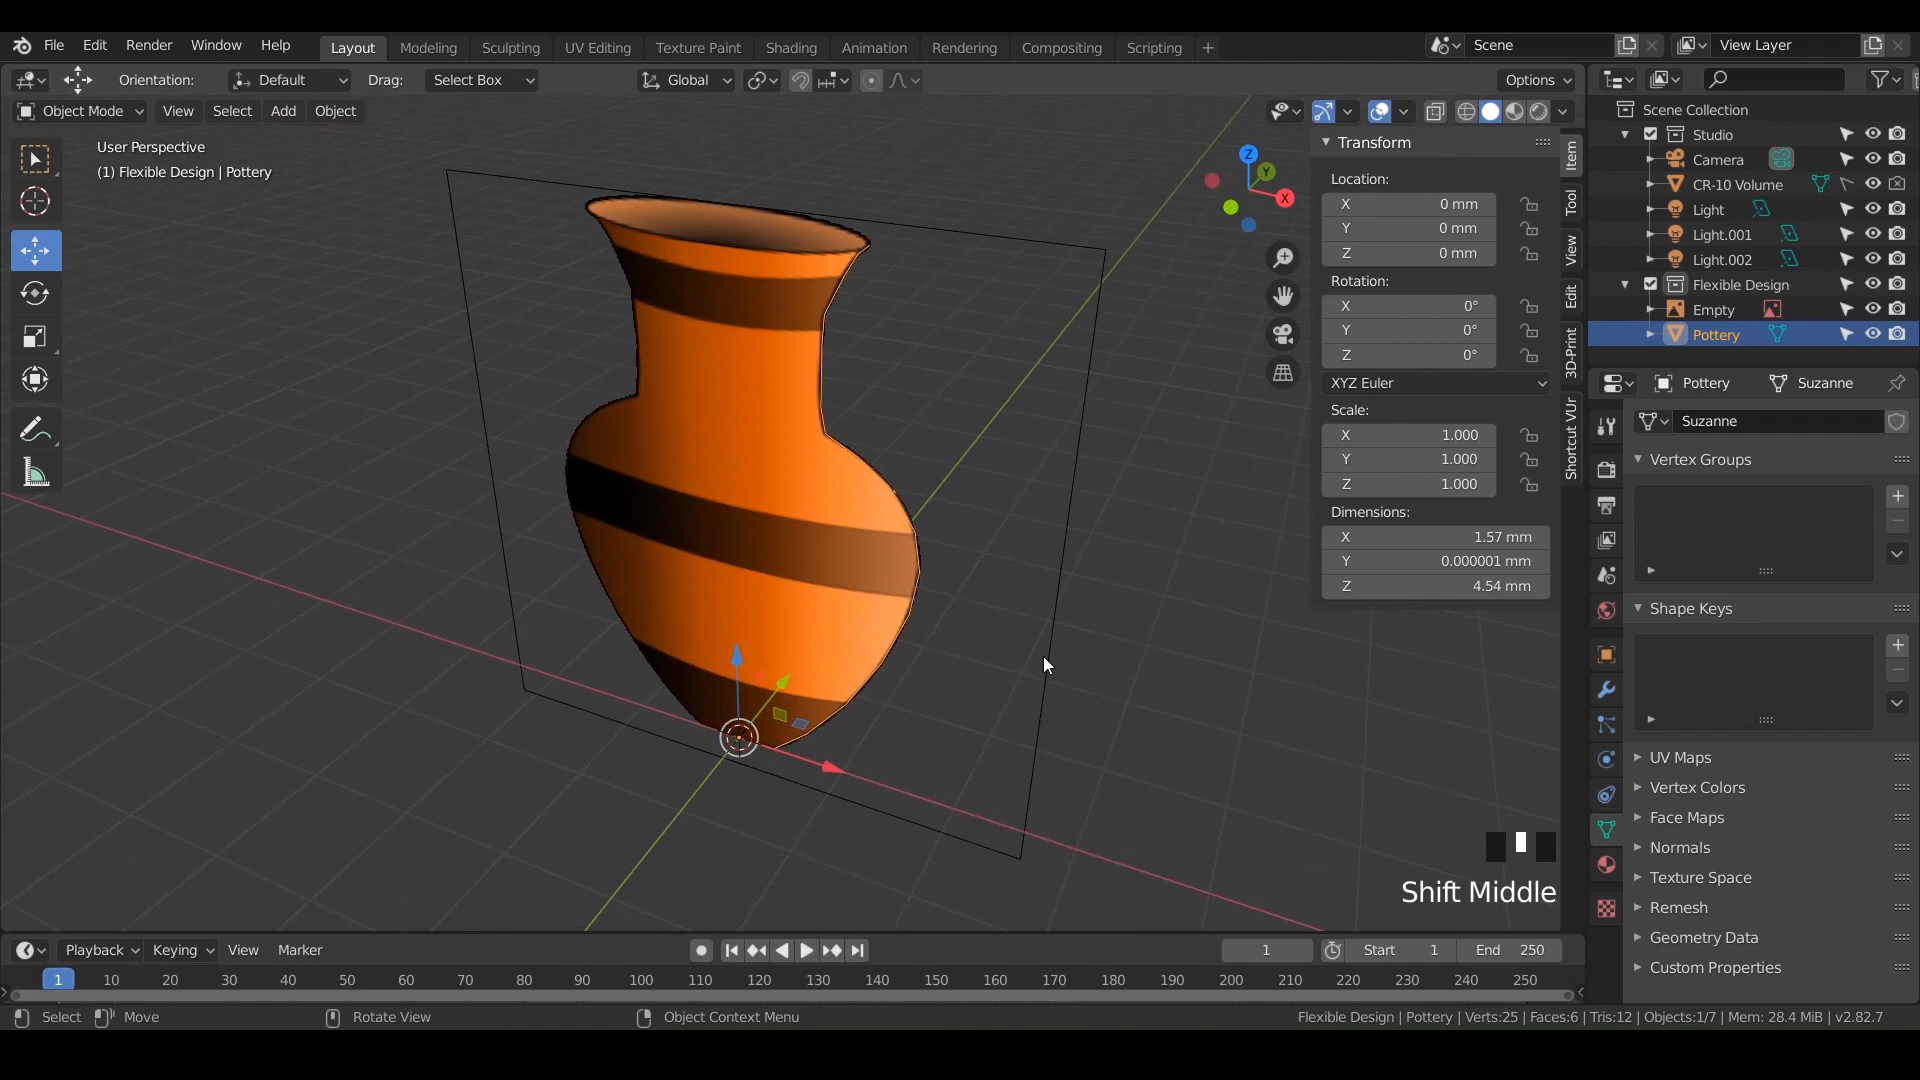 File Edit Render Window Help Layout Modeling Sculpting UV Editing Texture Paint Shading Animation Rendering Compositing Scripting + Scene View Layer
Orientation: Default Drag: Select Box Global Options
Object Mode View Select Add Object
User Perspective
(1) Flexible Design | Pottery
Z
Y
X
Transform
Location:
X 0 mm
Y 0 mm
Z 0 mm
Rotation:
X 0°
Y 0°
Z 0°
XYZ Euler
Scale:
X 1.000
Y 1.000
Z 1.000
Dimensions:
X 1.57 mm
Y 0.000001 mm
Z 4.54 mm
Item
Tool
View
Edit
3D-Print
Shortcut VUr
Scene Collection
Studio
Camera
CR-10 Volume
Light
Light.001
Light.002
Flexible Design
Empty
Pottery
Pottery Suzanne
Suzanne
Vertex Groups
Shape Keys
UV Maps
Vertex Colors
Face Maps
Normals
Texture Space
Remesh
Geometry Data
Custom Properties
Shift Middle
Playback Keying View Marker 1 Start 1 End 250
1 10 20 30 40 50 60 70 80 90 100 110 120 130 140 150 160 170 180 190 200 210 220 230 240 250
Select Move Rotate View Object Context Menu Flexible Design | Pottery | Verts:25 | Faces:6 | Tris:12 | Objects:1/7 | Mem: 28.4 MiB | v2.82.7